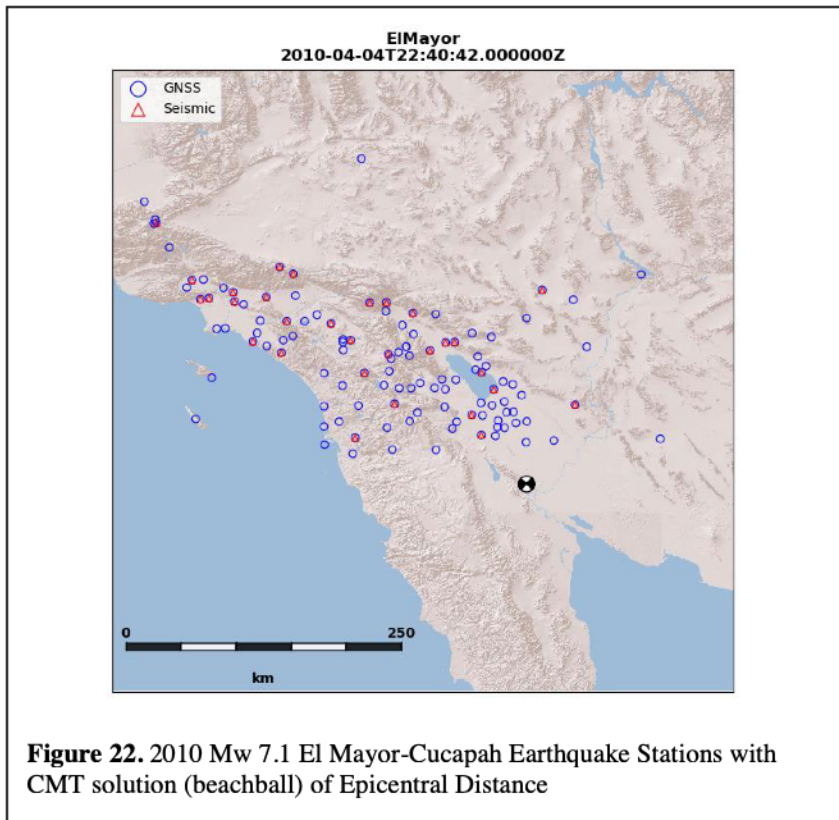 ElMayor
2010-04-04T22:40:42.000000Z
GNSS
Seismic
0 250
km
Figure 22. 2010 Mw 7.1 El Mayor-Cucapah Earthquake Stations with
CMT solution (beachball) of Epicentral Distance